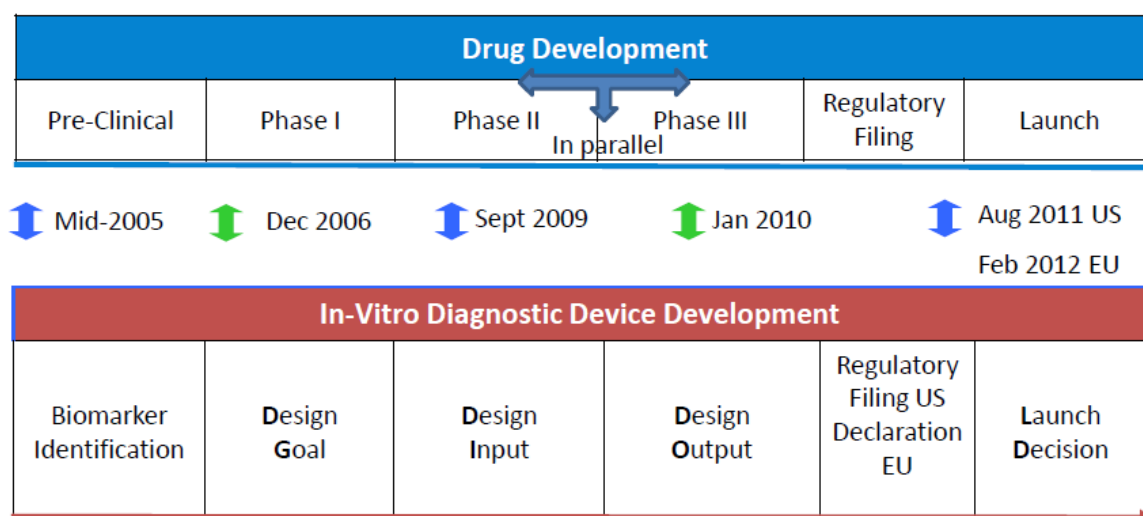 Drug Development
Pre-Clinical
Phase I
Phase II
Phase III
In parallel
Regulatory
Filing
Launch
Mid-2005
Dec 2006
Sept 2009
Jan 2010
Aug 2011 US
Feb 2012 EU
In-Vitro Diagnostic Device Development
Biomarker
Identification
Design
Goal
Design
Input
Design
Output
Regulatory
Filing US
Declaration
EU
Launch
Decision